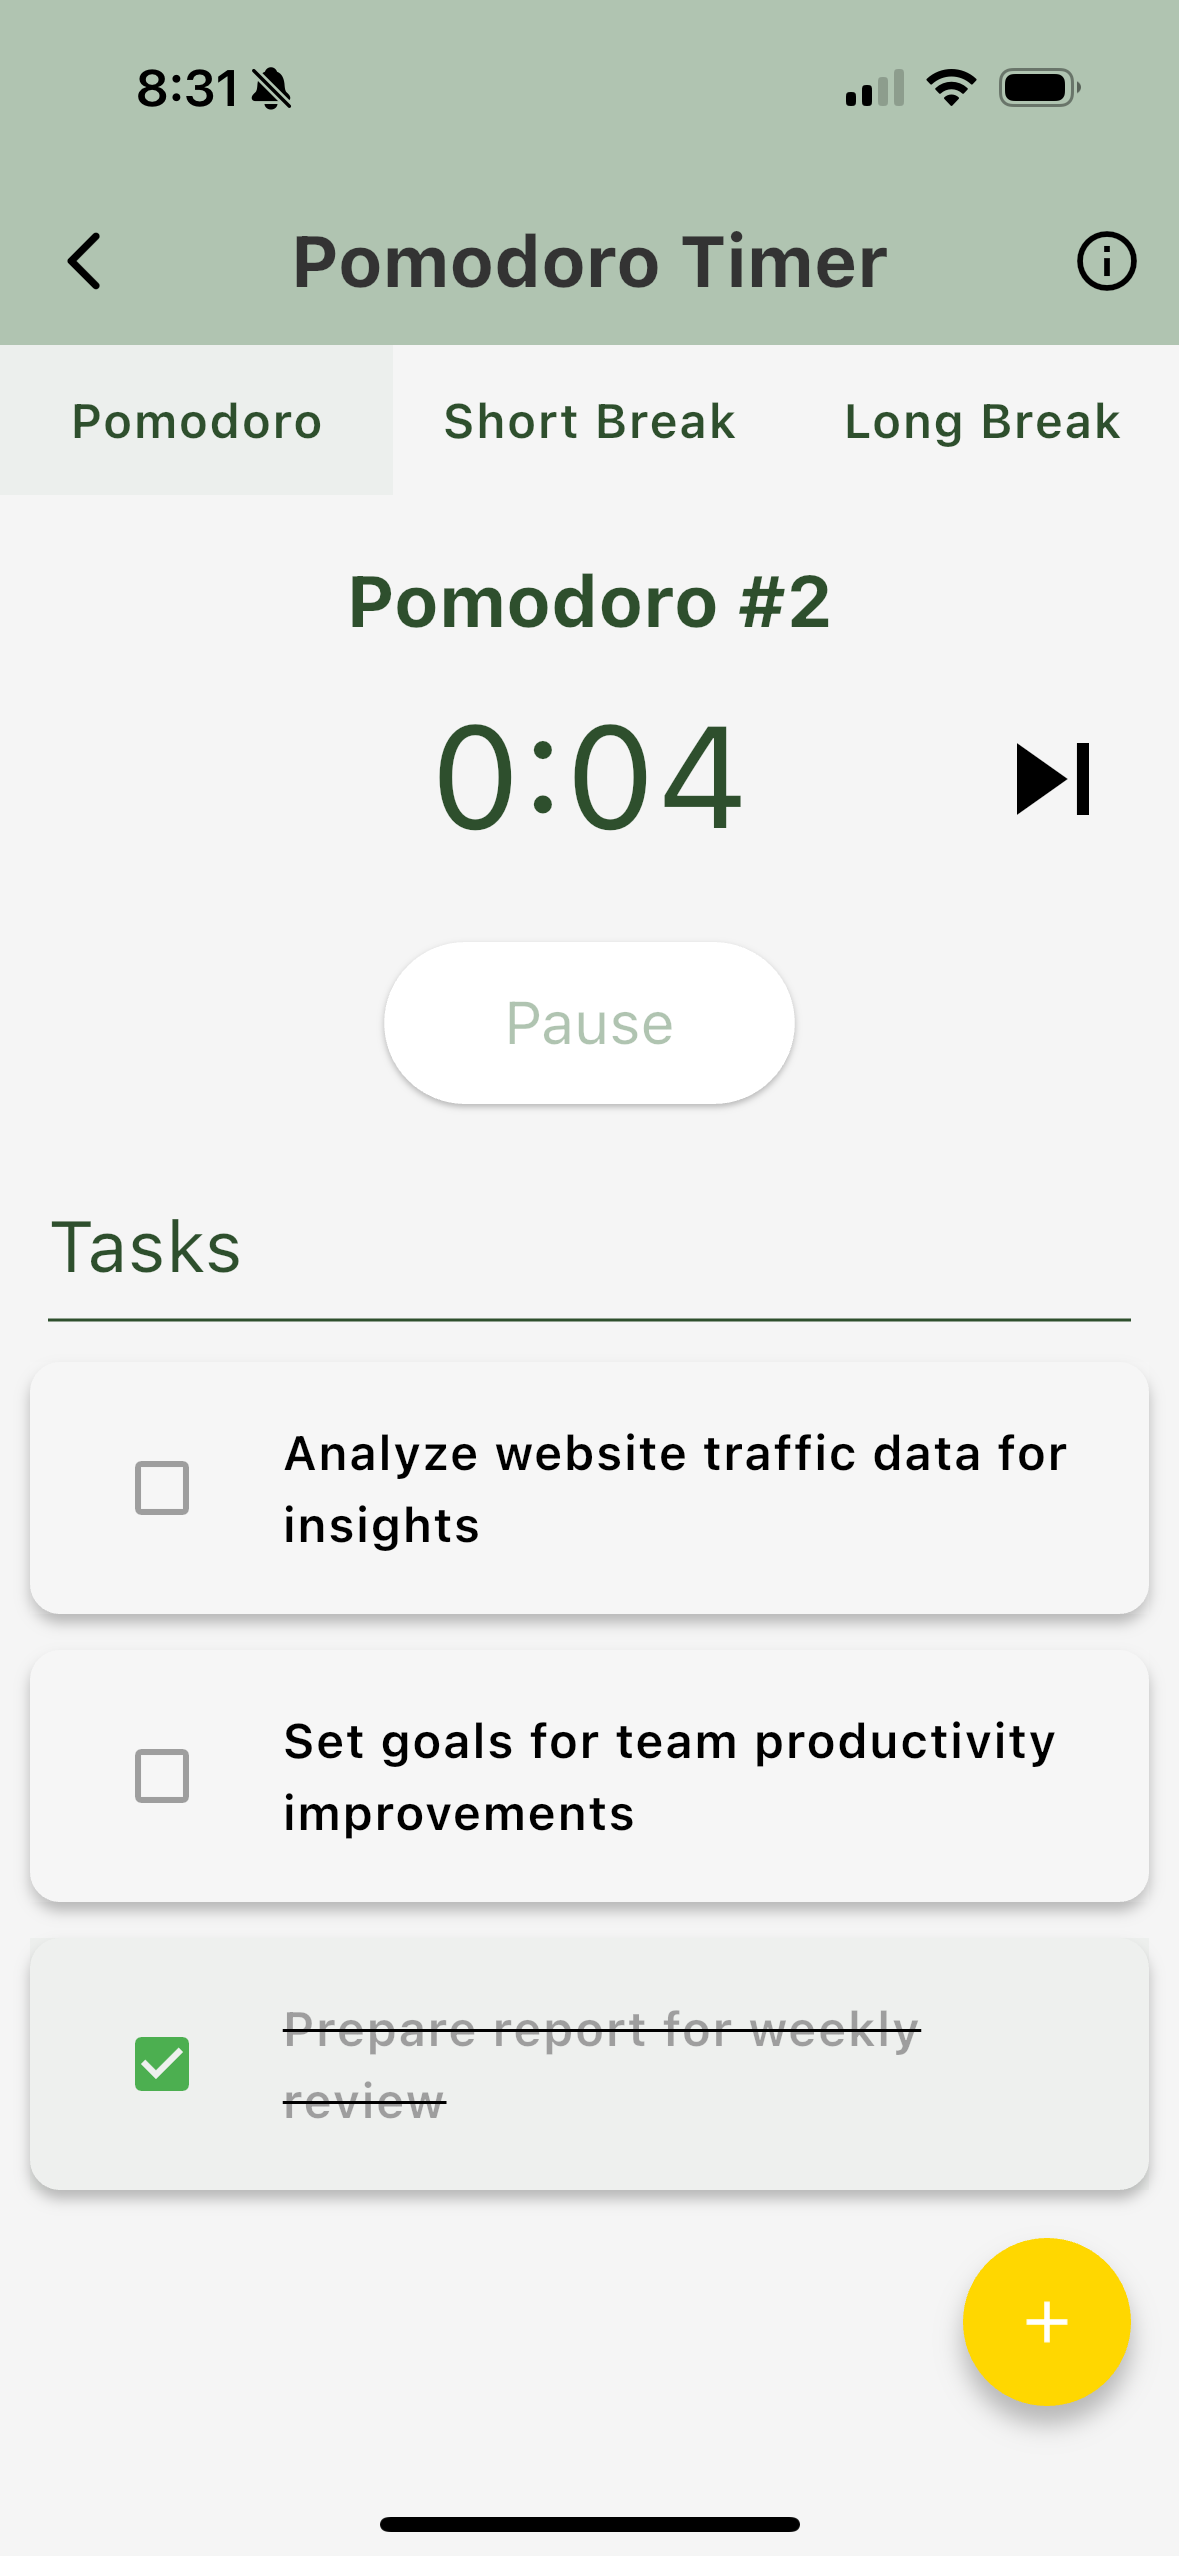 8:31
Pomodoro Timer
Pomodoro
Short Break
Long Break
Pomodoro #2
0:04
Pause
Tasks
Analyze website traffic data for
insights
Set goals for team productivity
improvements
Prepare report for weekly
review